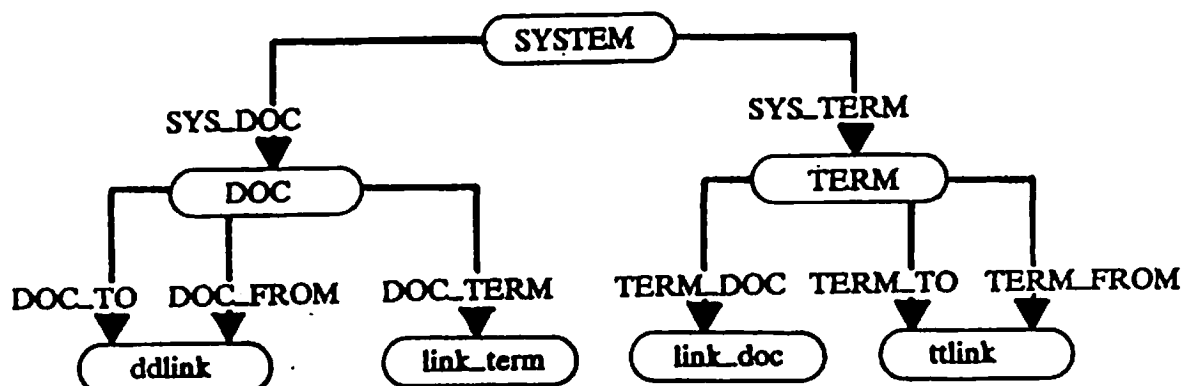 SYSTEM
SYS_DOC SYS_TERM
DOC TERM
DOC_TO DOC_FROM DOC_TERM TERM_DOC TERM_TO TERM_FROM
ddlink link_term link_doc ttlink